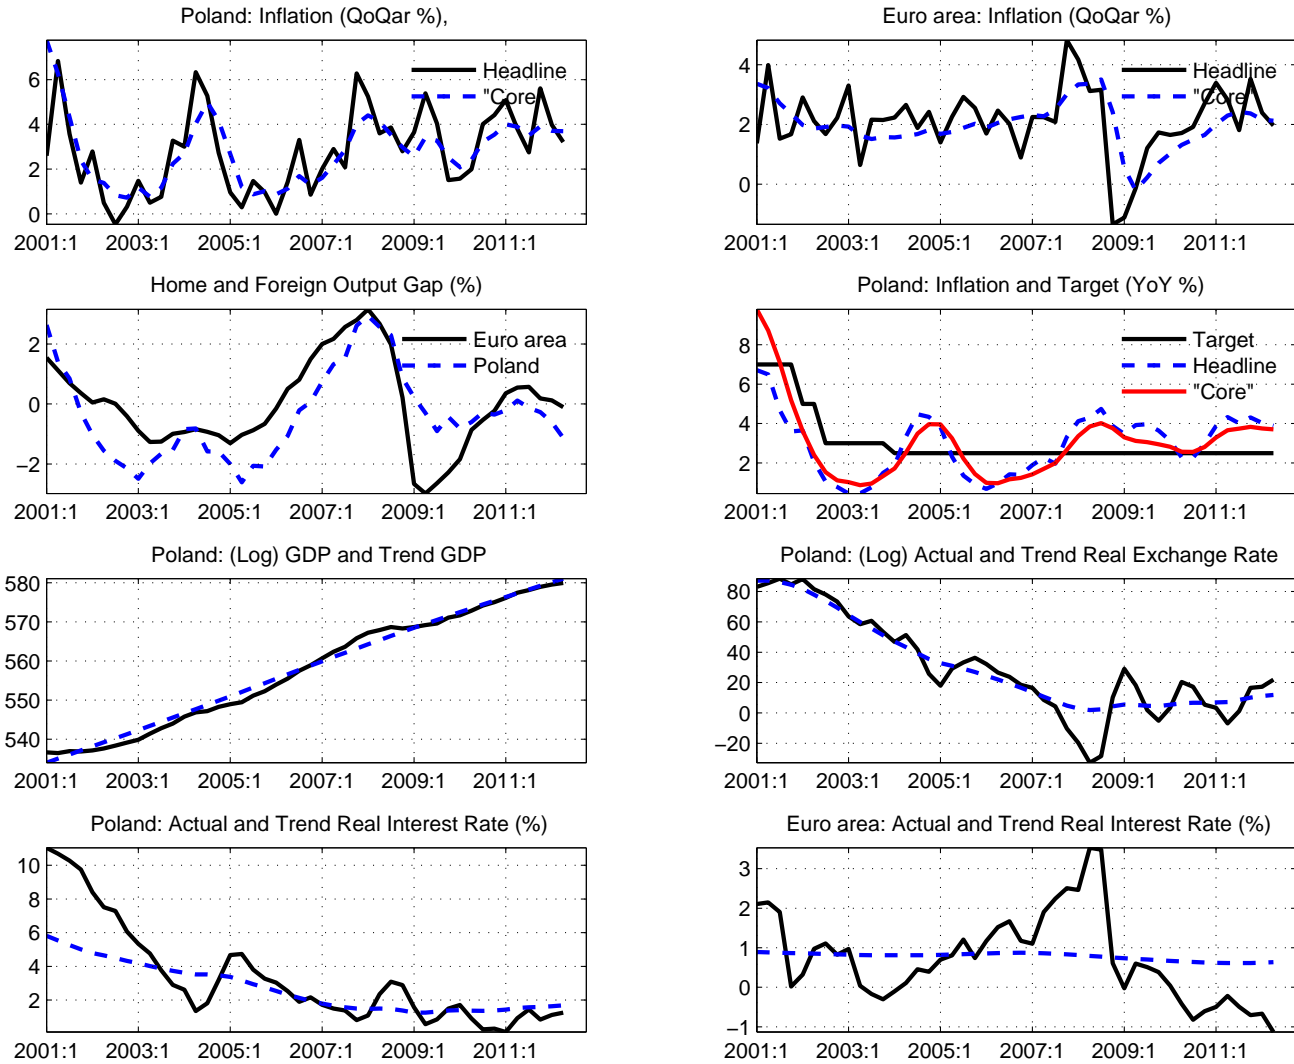 Poland: Inflation (QoQar %),
6
4
2
0
Headline
"Core"
2001:1 2003:1 2005:1 2007:1 2009:1 2011:1
Euro area: Inflation (QoQar %)
4
2
0
Headline
"Core"
2001:1 2003:1 2005:1 2007:1 2009:1 2011:1
Home and Foreign Output Gap (%)
2
0
−2
Euro area
Poland
2001:1 2003:1 2005:1 2007:1 2009:1 2011:1
Poland: Inflation and Target (YoY %)
8
6
4
2
Target
Headline
"Core"
2001:1 2003:1 2005:1 2007:1 2009:1 2011:1
Poland: (Log) GDP and Trend GDP
580
570
560
550
540
2001:1 2003:1 2005:1 2007:1 2009:1 2011:1
Poland: (Log) Actual and Trend Real Exchange Rate
80
60
40
20
0
−20
2001:1 2003:1 2005:1 2007:1 2009:1 2011:1
Poland: Actual and Trend Real Interest Rate (%)
10
8
6
4
2
2001:1 2003:1 2005:1 2007:1 2009:1 2011:1
Euro area: Actual and Trend Real Interest Rate (%)
3
2
1
0
−1
2001:1 2003:1 2005:1 2007:1 2009:1 2011:1